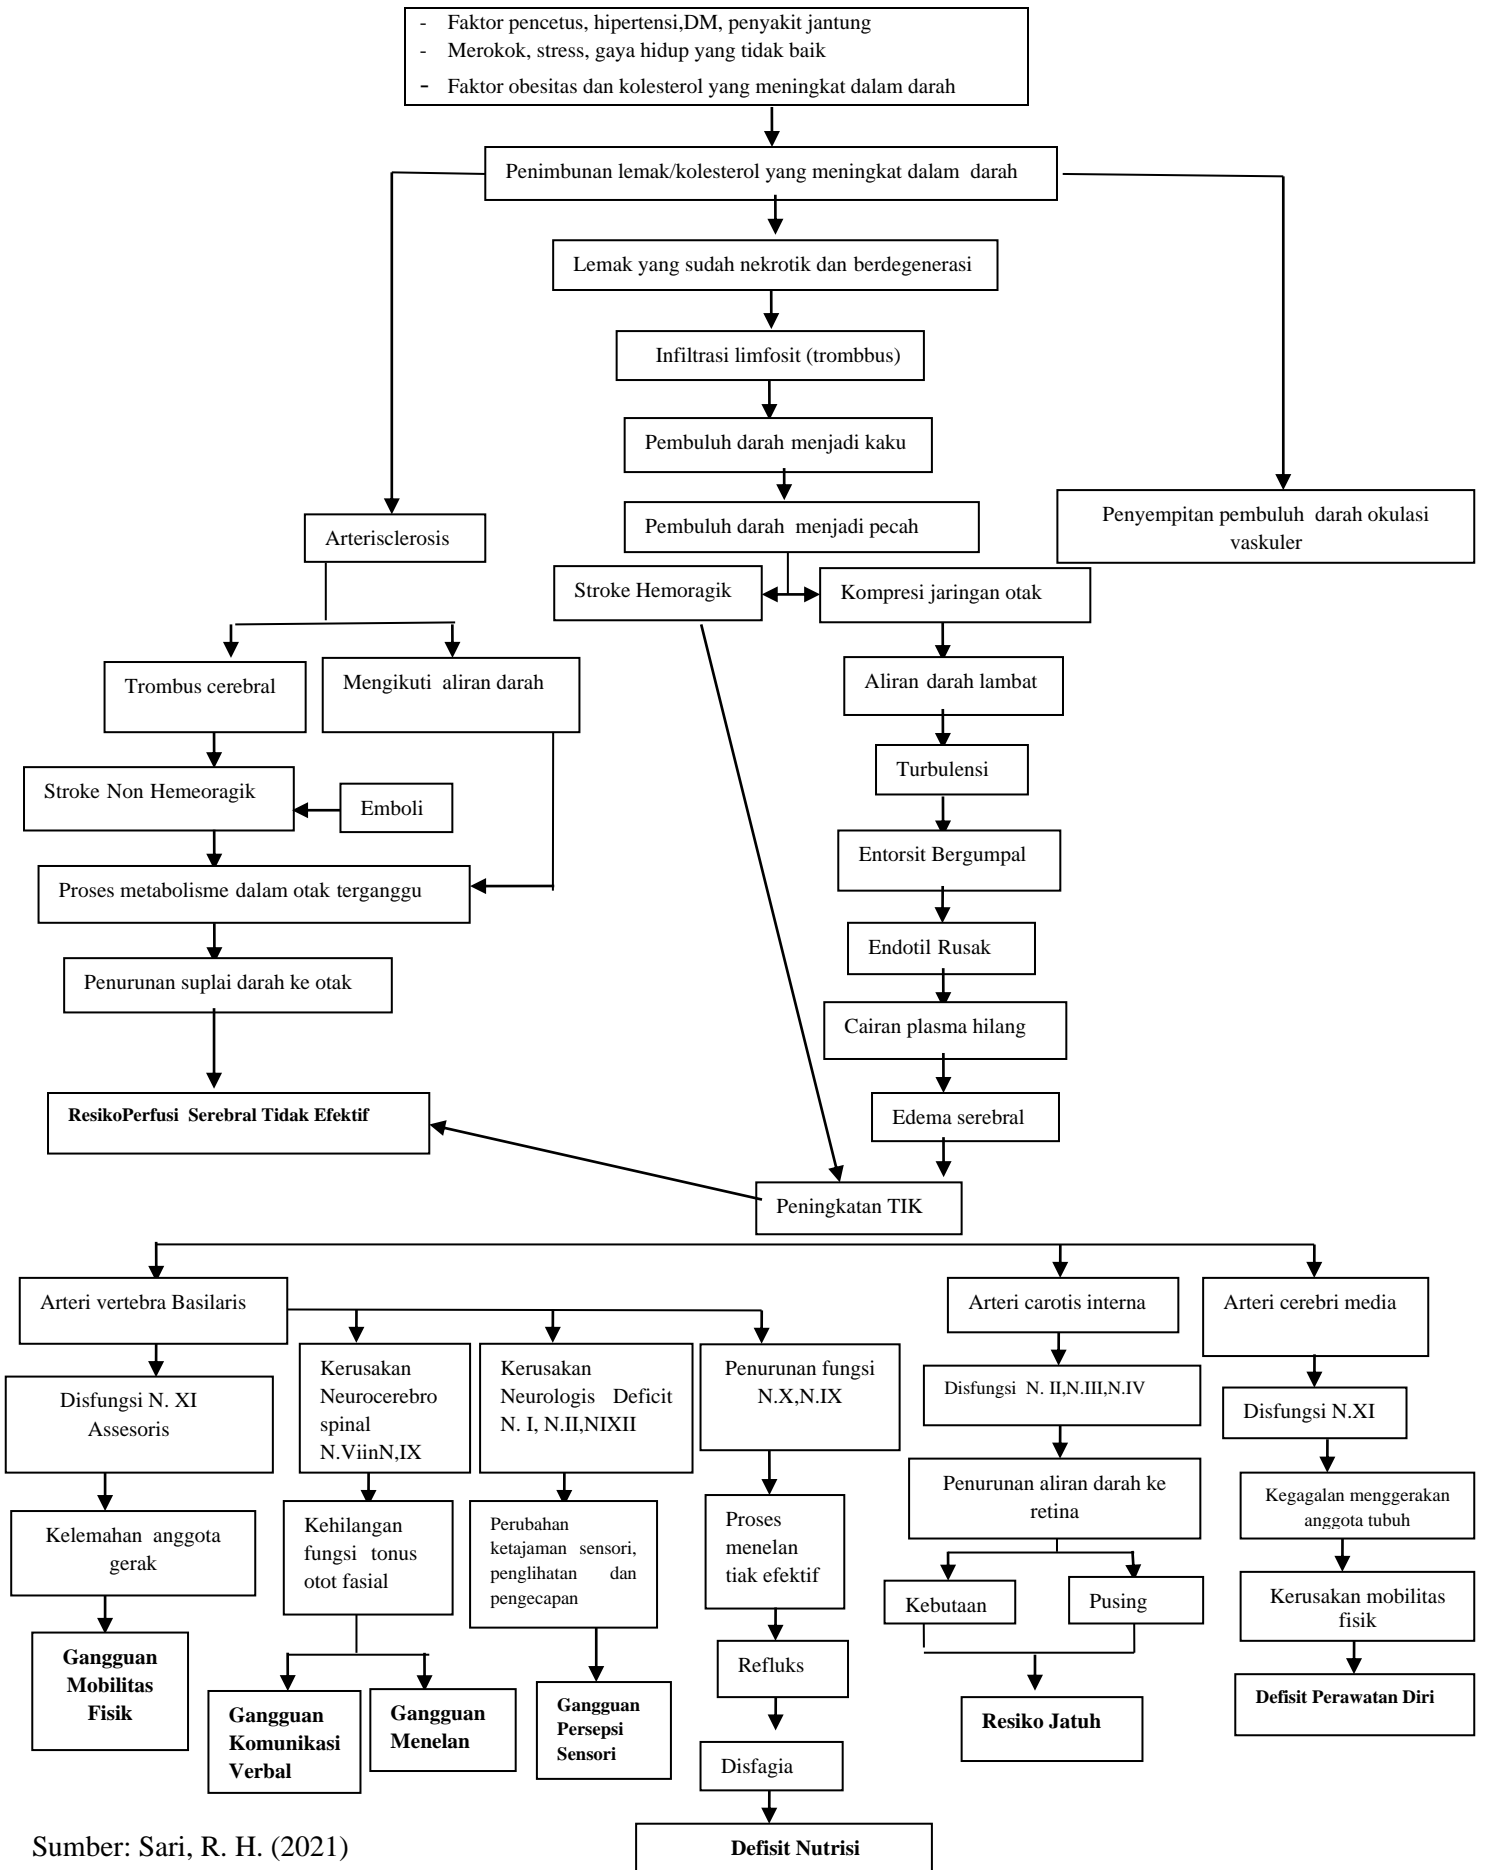 - Faktor pencetus, hipertensi,DM, penyakit jantung
- Merokok, stress, gaya hidup yang tidak baik
- Faktor obesitas dan kolesterol yang meningkat dalam darah
Penimbunan lemak/kolesterol yang meningkat dalam darah
Lemak yang sudah nekrotik dan berdegenerasi
Infiltrasi limfosit (trombbus)
Pembuluh darah menjadi kaku
Pembuluh darah menjadi pecah
Penyempitan pembuluh darah okulasi
vaskuler
Arterisclerosis
Stroke Hemoragik
Kompresi jaringan otak
Trombus cerebral
Mengikuti aliran darah
Aliran darah lambat
Turbulensi
Stroke Non Hemeoragik
Emboli
Entorsit Bergumpal
Proses metabolisme dalam otak terganggu
Endotil Rusak
Penurunan suplai darah ke otak
Cairan plasma hilang
ResikoPerfusi Serebral Tidak Efektif
Edema serebral
Peningkatan TIK
Arteri vertebra Basilaris
Arteri carotis interna
Arteri cerebri media
Disfungsi N. XI
Assesoris
Kerusakan
Neurocerebro
spinal
N.ViinN,IX
Kerusakan
Neurologis Deficit
N. I, N.II,NIXII
Penurunan fungsi
N.X,N.IX
Disfungsi N. II,N.III,N.IV
Disfungsi N.XI
Kelemahan anggota
gerak
Kehilangan
fungsi tonus
otot fasial
Perubahan
ketajaman sensori,
penglihatan dan
pengecapan
Proses
menelan
tiak efektif
Penurunan aliran darah ke
retina
Kegagalan menggerakan
anggota tubuh
Kebutaan
Pusing
Kerusakan mobilitas
fisik
Gangguan
Mobilitas
Fisik
Gangguan
Komunikasi
Verbal
Gangguan
Menelan
Gangguan
Persepsi
Sensori
Refluks
Resiko Jatuh
Defisit Perawatan Diri
Disfagia
Defisit Nutrisi
Sumber: Sari, R. H. (2021)